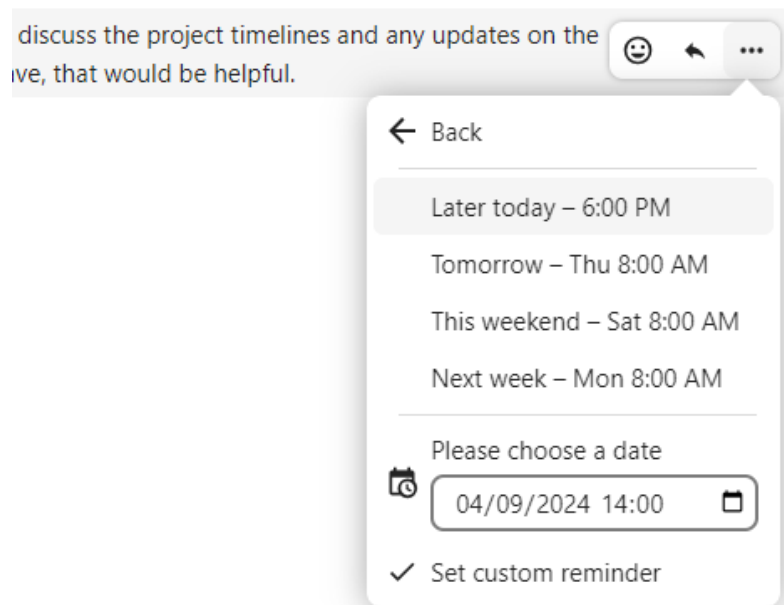 discuss the project timelines and any updates on the
ve, that would be helpful.
Back
Later today – 6:00 PM
Tomorrow – Thu 8:00 AM
This weekend – Sat 8:00 AM
Next week – Mon 8:00 AM
Please choose a date
04/09/2024 14:00
Set custom reminder